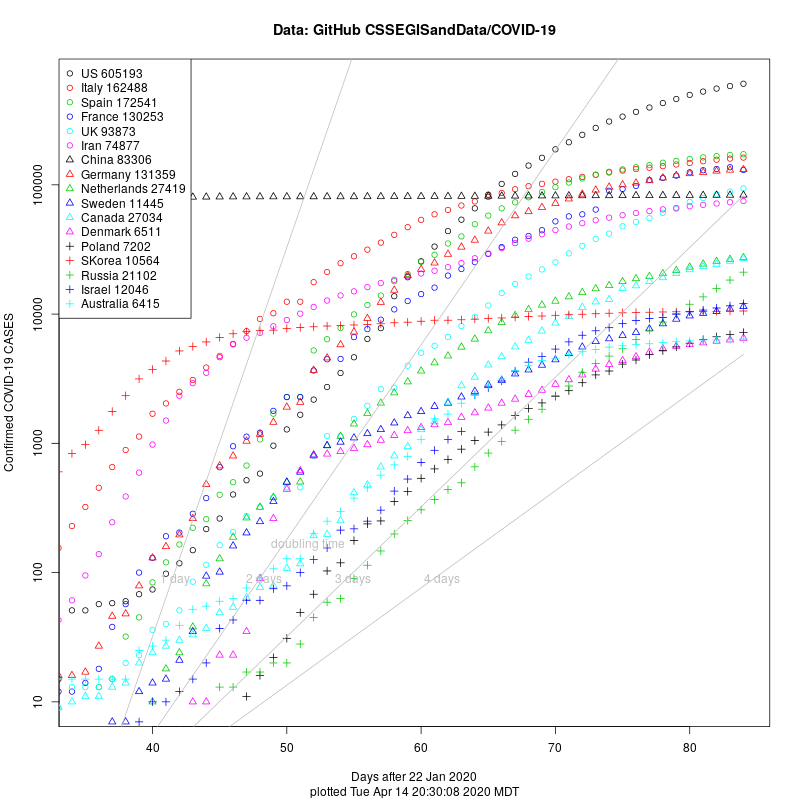 Data: GitHub CSSEGISandData/COVID-19
US 605193
Italy 162488
Spain 172541
France 130253
UK 93873
Iran 74877
China 83306
Germany 131359
Netherlands 27419
Sweden 11445
Canada 27034
Denmark 6511
Poland 7202
SKorea 10564
Russia 21102
Israel 12046
Australia 6415
Confirmed COVID-19 CASES
100000
10000
1000
100
10
doubling time
1 day
2 days
3 days
4 days
40 50 60 70 80
Days after 22 Jan 2020
plotted Tue Apr 14 20:30:08 2020 MDT